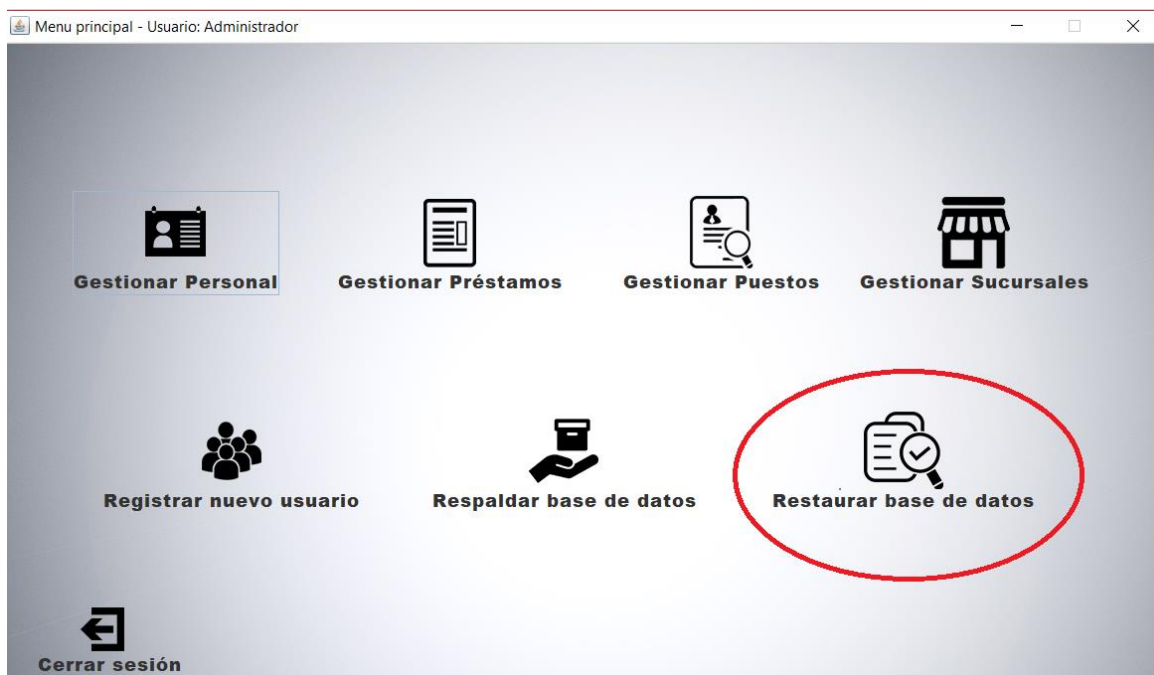 Menu principal - Usuario: Administrador
Gestionar Personal
Gestionar Préstamos
Gestionar Puestos
Gestionar Sucursales
Registrar nuevo usuario
Respaldar base de datos
Restaurar base de datos
Cerrar sesión